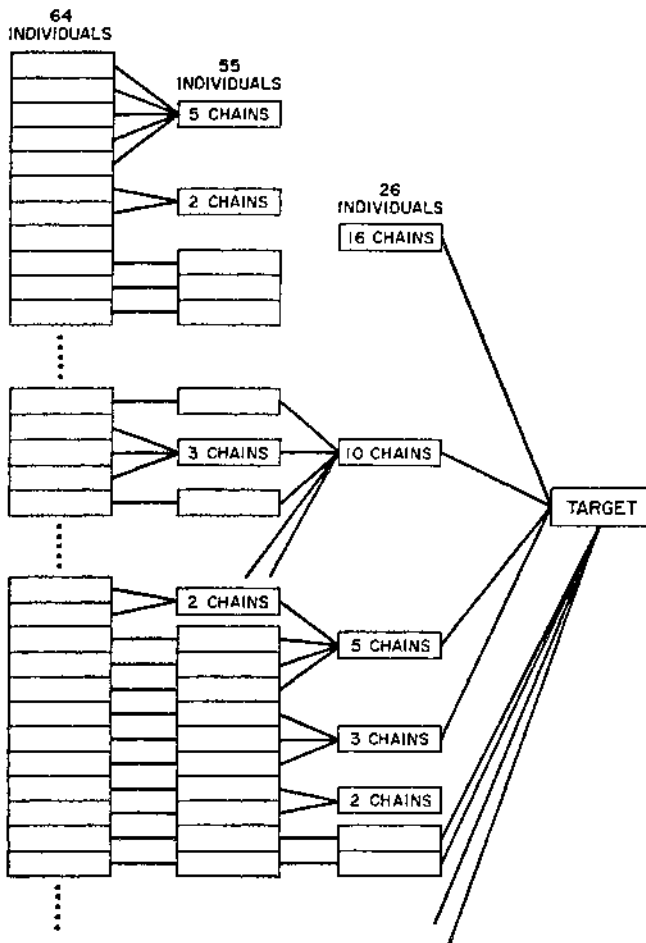 64
INDIVIDUALS
55
INDIVIDUALS
5 CHAINS
2 CHAINS
26
INDIVIDUALS
16 CHAINS
3 CHAINS
10 CHAINS
TARGET
2 CHAINS
5 CHAINS
3 CHAINS
2 CHAINS